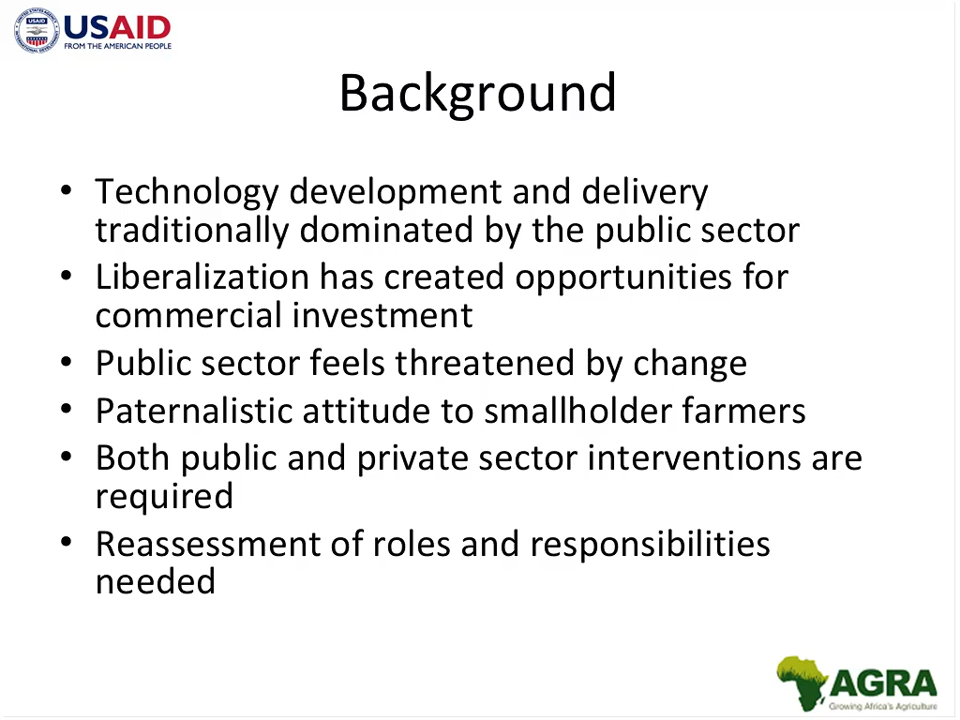 USAID
FROM THE AMERICAN PEOPLE
Background
• Technology development and delivery
traditionally dominated by the public sector
• Liberalization has created opportunities for
commercial investment
• Public sector feels threatened by change
• Paternalistic attitude to smallholder farmers
• Both public and private sector interventions are
required
• Reassessment of roles and responsibilities
needed
AGRA
Growing Africa's Agriculture